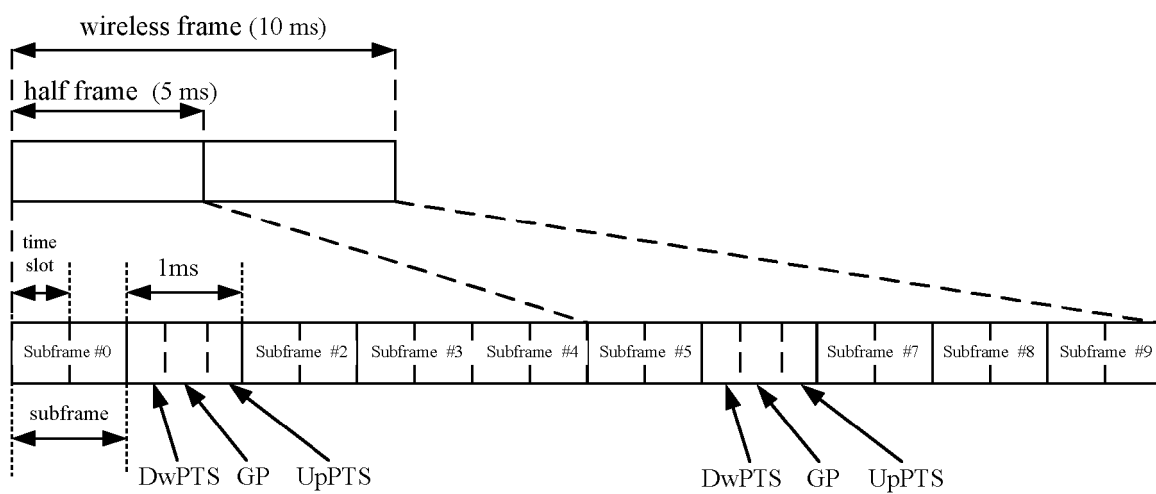 wireless frame (10 ms)
half frame (5 ms)
time
slot
1ms
Subframe #0
Subframe #2
Subframe #3
Subframe #4
Subframe #5
Subframe #7
Subframe #8
Subframe #9
subframe
DwPTS
GP
UpPTS
DwPTS
GP
UpPTS